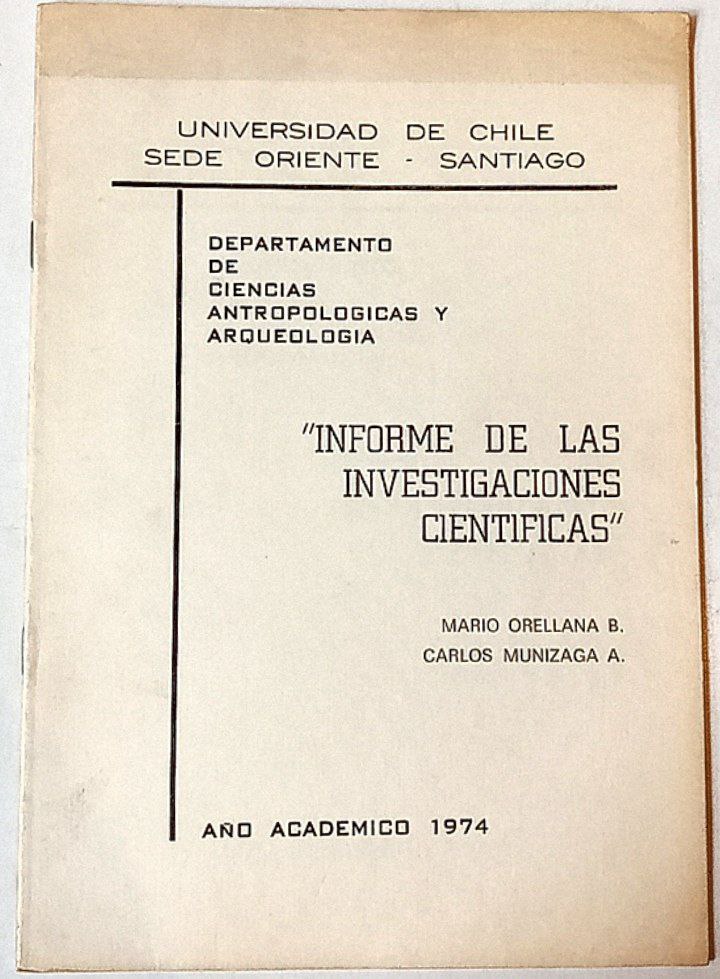 UNIVERSIDAD DE CHILE
SEDE ORIENTE - SANTIAGO
DEPARTAMENTO
DE
CIENCIAS
ANTROPOLOGICAS Y
ARQUEOLOGIA
"INFORME DE LAS
INVESTIGACIONES
CIENTIFICAS"
MARIO ORELLANA B.
CARLOS MUNIZAGA A.
AÑO ACADEMICO 1974